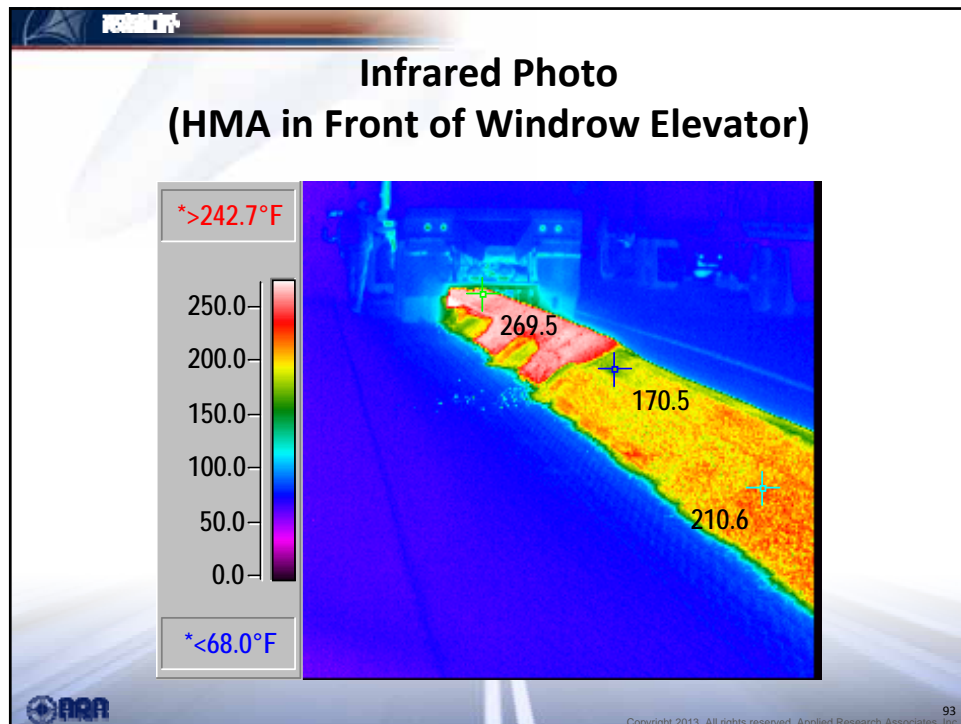 Infrared Photo
(HMA in Front of Windrow Elevator)
*>242.7°F
250.0
200.0
150.0
100.0
50.0
0.0
*<68.0°F
269.5
170.5
210.6
ARA
93
Copyright 2013. All rights reserved. Applied Research Associates, Inc